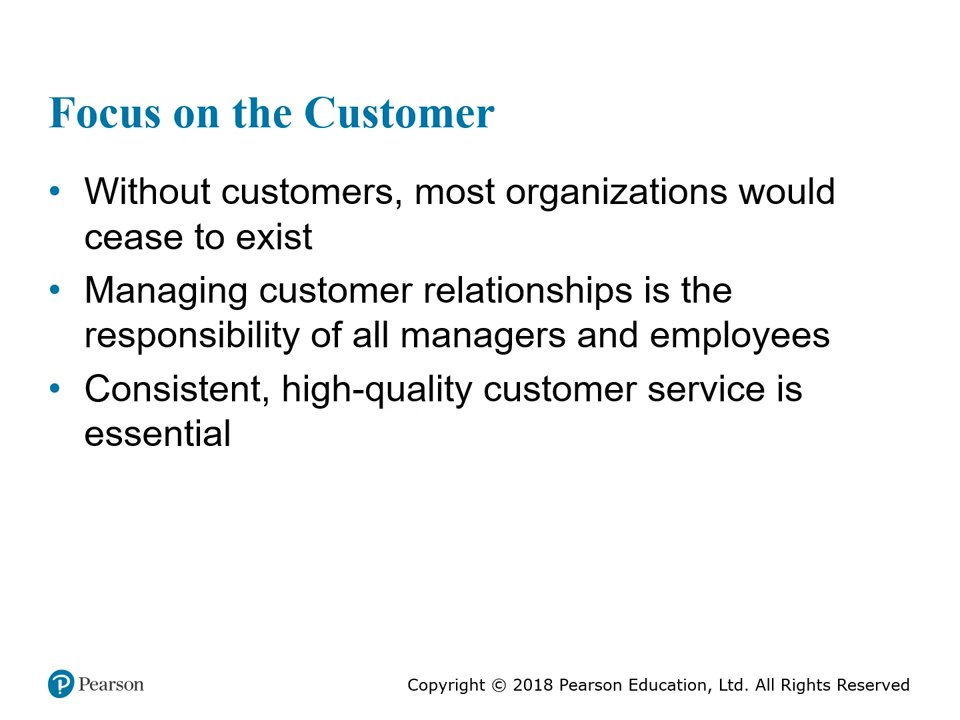 Focus on the Customer
• Without customers, most organizations would
cease to exist
• Managing customer relationships is the
responsibility of all managers and employees
• Consistent, high-quality customer service is
essential
P Pearson
Copyright © 2018 Pearson Education, Ltd. All Rights Reserved